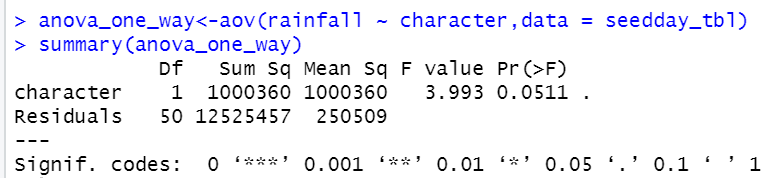 > anova_one_way<-aov(rainfall ~ character,data = seedday_tbl)
> summary(anova_one_way)
            Df   Sum Sq Mean Sq F value Pr(>F)
character    1  1000360 1000360   3.993 0.0511 .
Residuals   50 12525457  250509
---
Signif. codes:  0 ‘***’ 0.001 ‘**’ 0.01 ‘*’ 0.05 ‘.’ 0.1 ‘ ’ 1